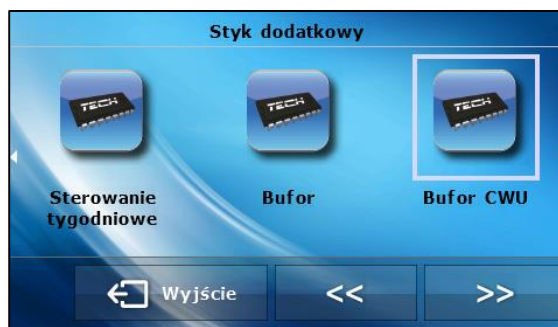 Styk dodatkowy
TECH
TECH
TECH
Sterowanie
tygodniowe
Bufor
Bufor CWU
Wyjście
<<
>>